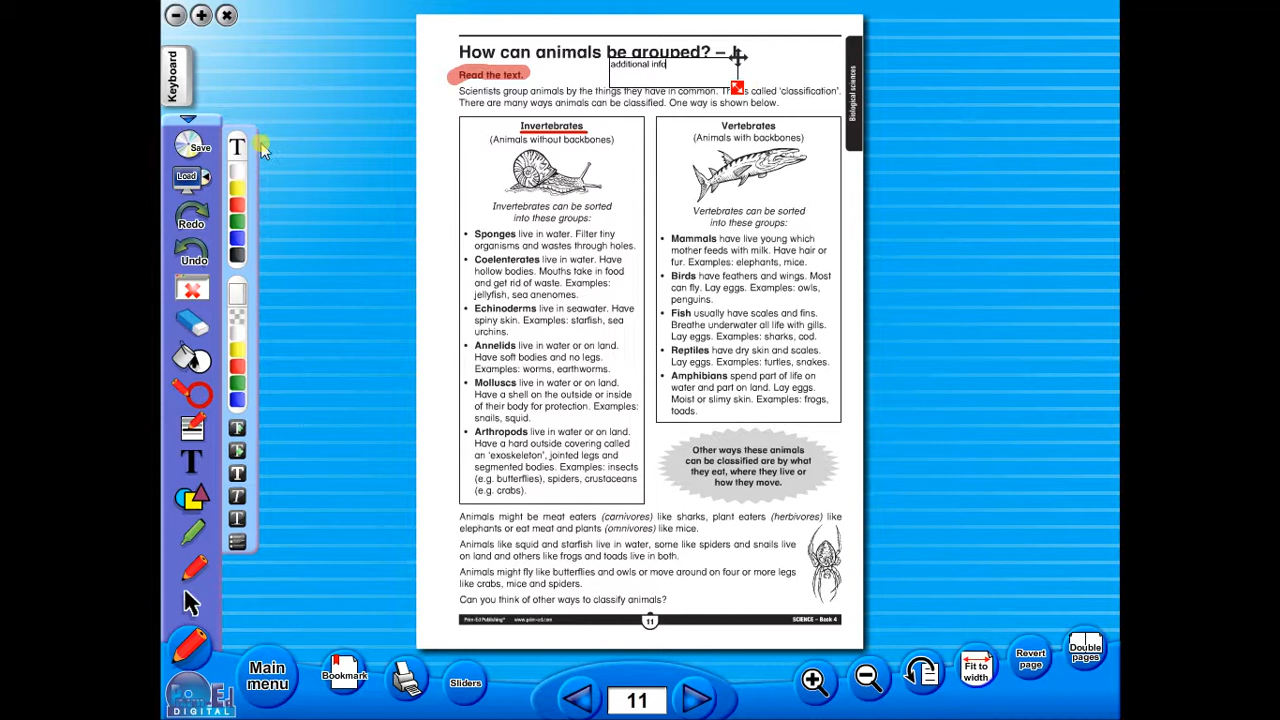 Keyboard
Save
Load
Redo
Undo
T
T
T
T
T
T
T
How can animals be grouped? –
additional info
Read the text.
Scientists group animals by the things they have in common. called ‘classification’.
There are many ways animals can be classified. One way is shown below.
Biological sciences
Invertebrates
(Animals without backbones)
Invertebrates can be sorted
into these groups:
• Sponges live in water. Filter tiny
organisms and wastes through holes.
• Coelenterates live in water. Have
hollow bodies. Mouths take in food
and get rid of waste. Examples:
jellyfish, sea anenomes.
• Echinoderms live in seawater. Have
spiny skin. Examples: starfish, sea
urchins.
• Annelids live in water or on land.
Have soft bodies and no legs.
Examples: worms, earthworms.
• Molluscs live in water or on land.
Have a shell on the outside or inside
of their body for protection. Examples:
snails, squid.
• Arthropods live in water or on land.
Have a hard outside covering called
an ‘exoskeleton’, jointed legs and
segmented bodies. Examples: insects
(e.g. butterflies), spiders, crustaceans
(e.g. crabs).
Vertebrates
(Animals with backbones)
Vertebrates can be sorted
into these groups:
• Mammals have live young which
mother feeds with milk. Have hair or
fur. Examples: elephants, mice.
• Birds have feathers and wings. Most
can fly. Lay eggs. Examples: owls,
penguins.
• Fish usually have scales and fins.
Breathe underwater all life with gills.
Lay eggs. Examples: sharks, cod.
• Reptiles have dry skin and scales.
Lay eggs. Examples: turtles, snakes.
• Amphibians spend part of life on
water and part on land. Lay eggs.
Moist or slimy skin. Examples: frogs,
toads.
Other ways these animals
can be classified are by what
they eat, where they live or
how they move.
Animals might be meat eaters (carnivores) like sharks, plant eaters (herbivores) like
elephants or eat meat and plants (omnivores) like mice.
Animals like squid and starfish live in water, some like spiders and snails live
on land and others like frogs and toads live in both.
Animals might fly like butterflies and owls or move around on four or more legs
like crabs, mice and spiders.
Can you think of other ways to classify animals?
Prim-Ed Publishing® www.prim-ed.com 11 SCIENCE – Book 4
DIGITAL
Main
menu
Bookmark
Sliders
11
Fit to
width
Revert
page
Double
pages